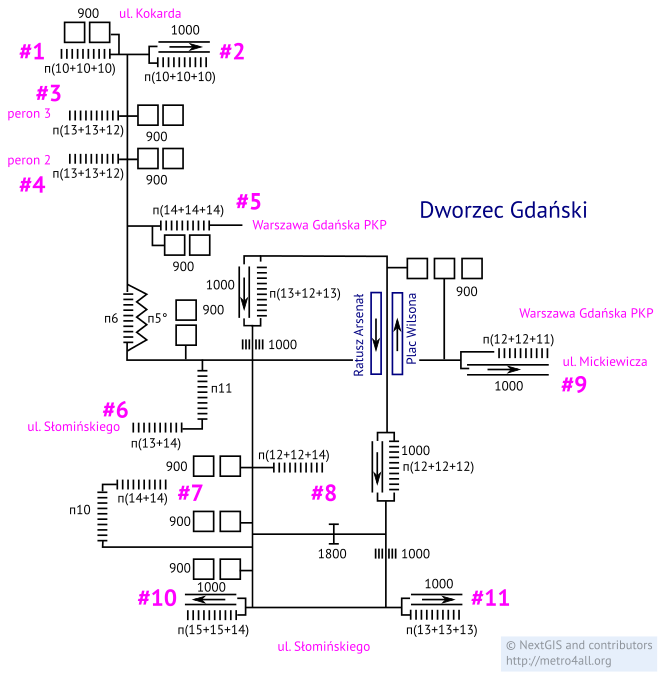 ul. Kokarda
900
1000
#1
#2
п(10+10+10)
п(10+10+10)
#3
peron 3
п(13+13+12)
900
peron 2
п(13+13+12)
900
#4
#5
п(14+14+14)
Warszawa Gdańska PKP
900
Dworzec Gdański
1000
п(13+12+13)
900
Ratusz Arsenał
Plac Wilsona
Warszawa Gdańska PKP
п6
п5°
900
1000
п(12+12+11)
ul. Mickiewicza
1000
#9
п11
#6
ul. Słomińskiego
п(13+14)
1000
п(12+12+12)
п(12+12+14)
900
п(14+14)
#7
#8
п10
900
1800
1000
900
1000
1000
#10
#11
п(15+15+14)
п(13+13+13)
ul. Słomińskiego
© NextGIS and contributors
http://metro4all.org